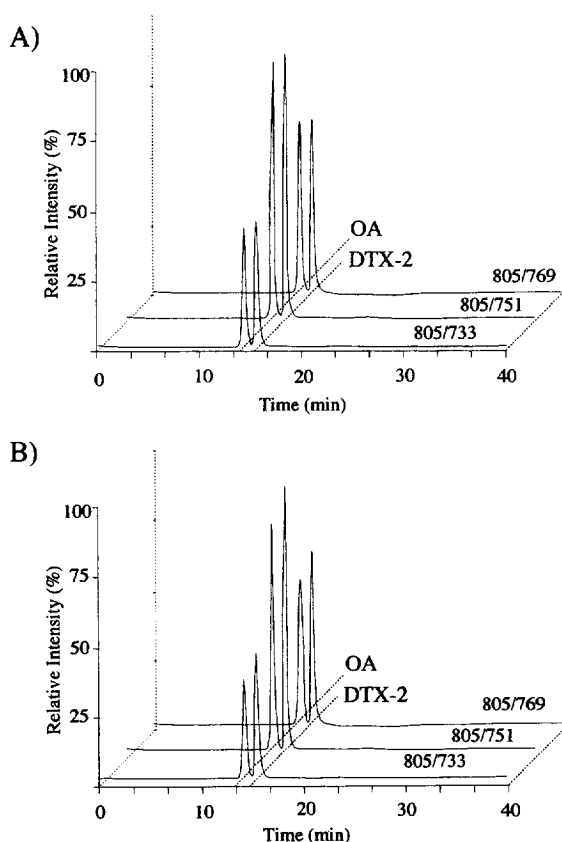 A)
Relative Intensity (%)
100
75
50
25
OA
DTX-2
805/769
805/751
805/733
0 10 20 30 40
Time (min)
B)
Relative Intensity (%)
100
75
50
25
OA
DTX-2
805/769
805/751
805/733
0 10 20 30 40
Time (min)